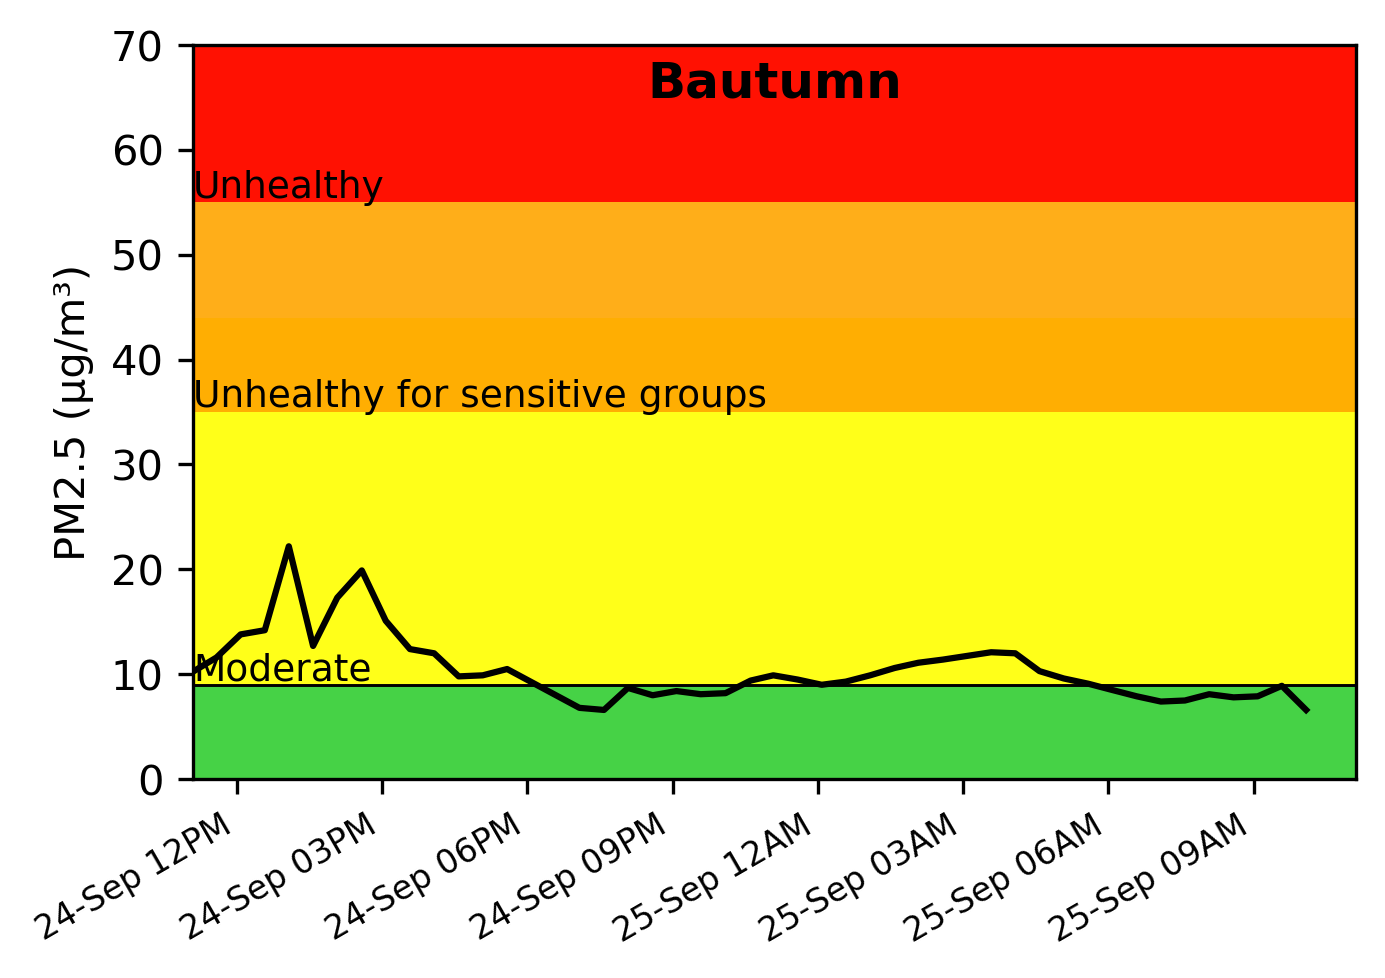 Bautumn
70
60
50
40
30
20
10
0
PM2.5 (µg/m³)
Unhealthy
Unhealthy for sensitive groups
Moderate
24-Sep 12PM
24-Sep 03PM
24-Sep 06PM
24-Sep 09PM
25-Sep 12AM
25-Sep 03AM
25-Sep 06AM
25-Sep 09AM